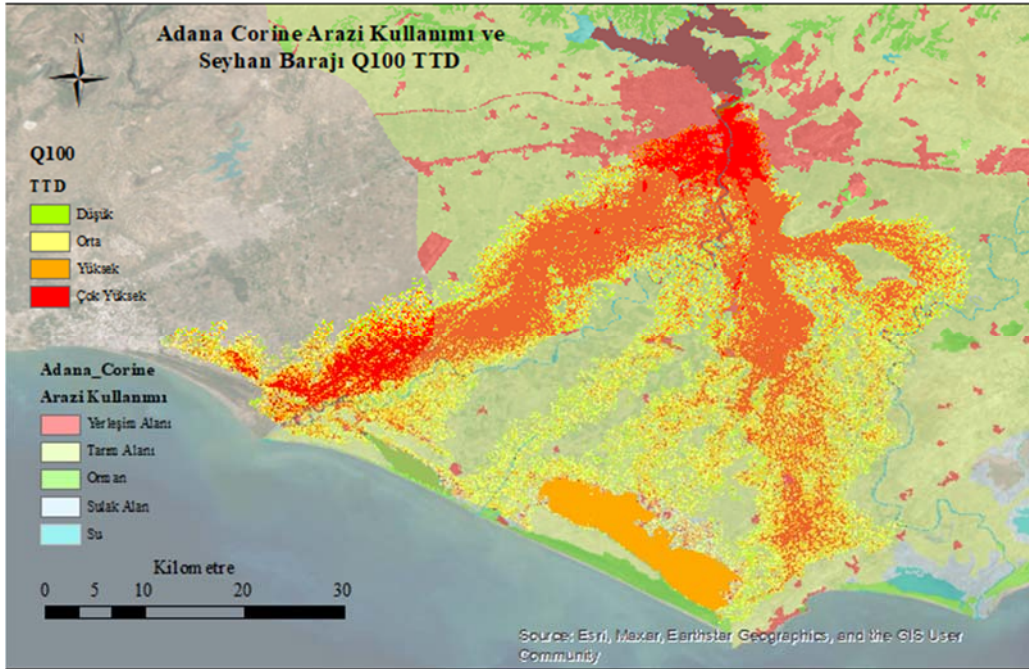 Adana Corine Arazi Kullanımı ve
Seyhan Barajı Q100 TTD
N
Q100
TTD
Düşük
Orta
Yüksek
Çok Yüksek
Adana_Corine
Arazi Kullanımı
Yerleşim Alanı
Tarım Alanı
Orman
Sulak Alan
Su
Kilometre
0 5 10 20 30
Source: Esri, Maxar, Earthstar Geographics, and the GIS User
Community